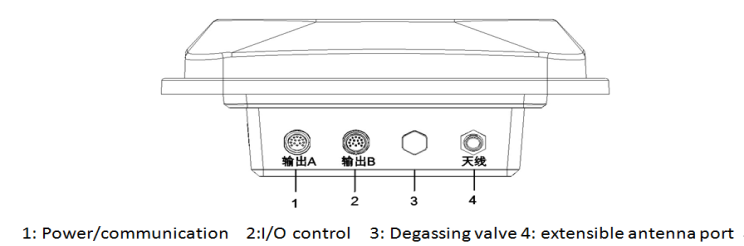 输出A 输出B 天线
1 2 3 4
1: Power/communication 2:I/O control 3: Degassing valve 4: extensible antenna port